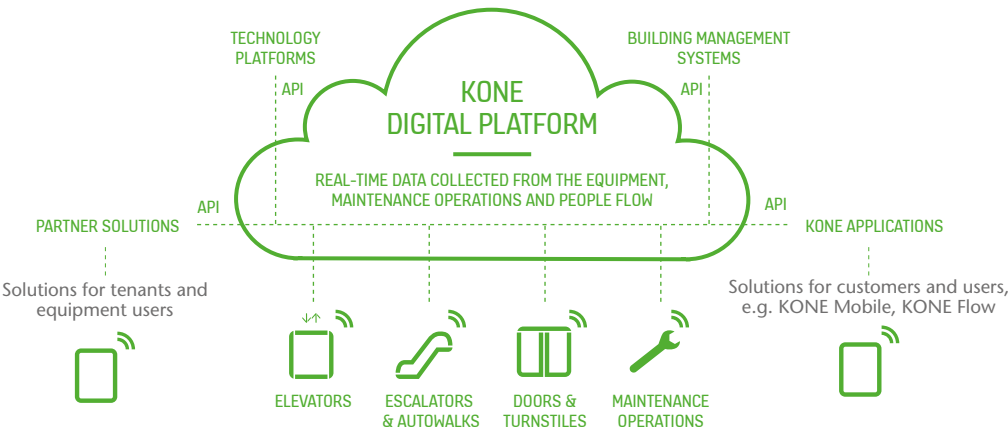 TECHNOLOGY
PLATFORMS
BUILDING MANAGEMENT
SYSTEMS
API
API
KONE
DIGITAL PLATFORM
REAL-TIME DATA COLLECTED FROM THE EQUIPMENT,
MAINTENANCE OPERATIONS AND PEOPLE FLOW
API
API
PARTNER SOLUTIONS
KONE APPLICATIONS
Solutions for tenants and
equipment users
Solutions for customers and users,
e.g. KONE Mobile, KONE Flow
ELEVATORS
ESCALATORS
& AUTOWALKS
DOORS &
TURNSTILES
MAINTENANCE
OPERATIONS